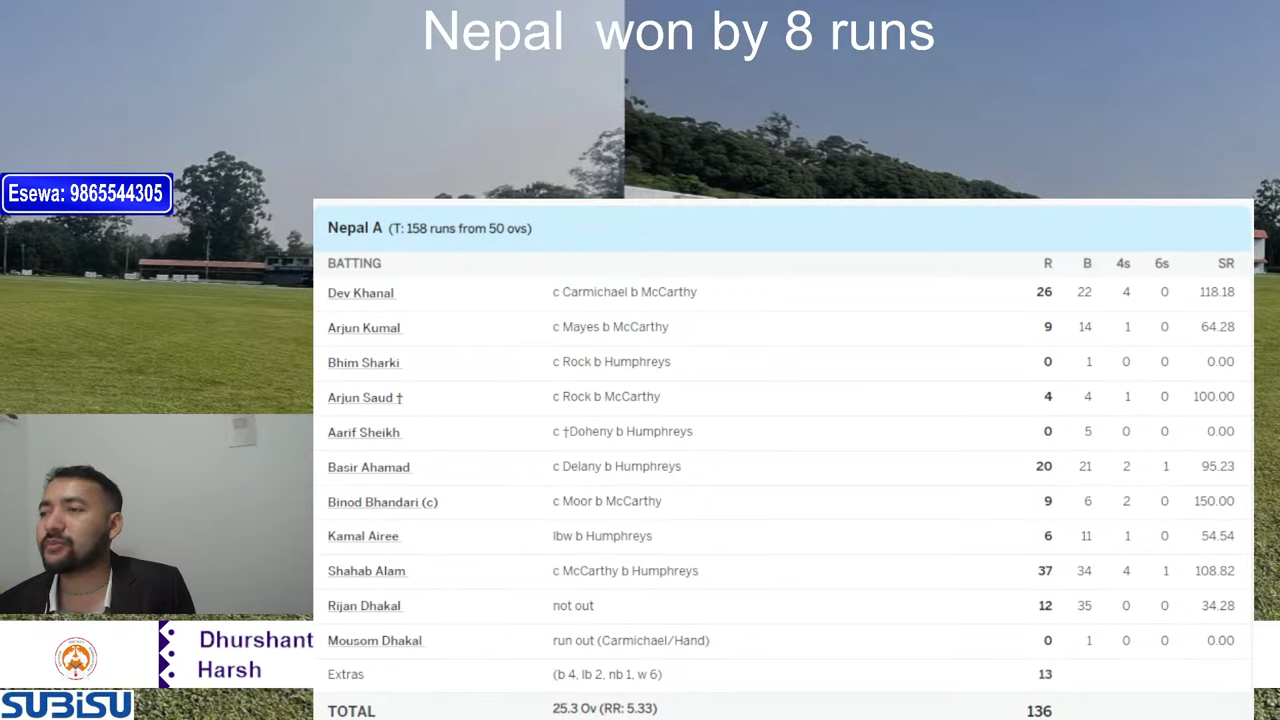 Nepal won by 8 runs
Esewa: 9865544305
Nepal A (T: 158 runs from 50 ovs)
BATTING R B 4s 6s SR
Dev Khanal c Carmichael b McCarthy 26 22 4 0 118.18
Arjun Kumal c Mayes b McCarthy 9 14 1 0 64.28
Bhim Sharki c Rock b Humphreys 0 1 0 0 0.00
Arjun Saud † c Rock b McCarthy 4 4 1 0 100.00
Aarif Sheikh c †Doheny b Humphreys 0 5 0 0 0.00
Basir Ahamad c Delany b Humphreys 20 21 2 1 95.23
Binod Bhandari (c) c Moor b McCarthy 9 6 2 0 150.00
Kamal Airee lbw b Humphreys 6 11 1 0 54.54
Shahab Alam c McCarthy b Humphreys 37 34 4 1 108.82
Rijan Dhakal not out 12 35 0 0 34.28
Mousom Dhakal run out (Carmichael/Hand) 0 1 0 0 0.00
Extras (b 4, lb 2, nb 1, w 6) 13
TOTAL 25.3 Ov (RR: 5.33) 136
Dhurshant
Harsh
SUBiSU